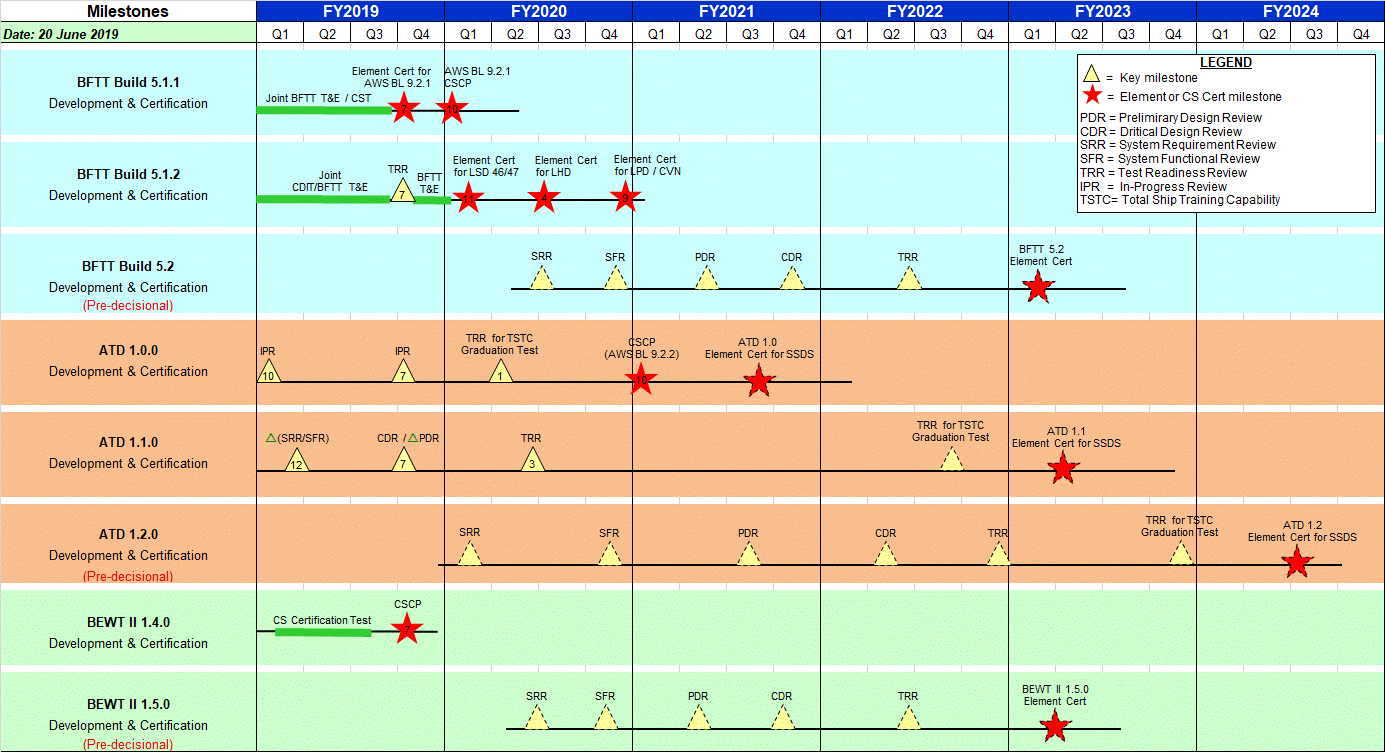 Milestones FY2019 FY2020 FY2021 FY2022 FY2023 FY2024
Date: 20 June 2019 Q1 Q2 Q3 Q4 Q1 Q2 Q3 Q4 Q1 Q2 Q3 Q4 Q1 Q2 Q3 Q4 Q1 Q2 Q3 Q4 Q1 Q2 Q3 Q4
LEGEND
= Key milestone
= Element or CS Cert milestone
PDR = Preliminary Design Review
CDR = Dritical Design Review
SRR = System Requirement Review
SFR = System Functional Review
TRR = Test Readiness Review
IPR = In-Progress Review
TSTC= Total Ship Training Capability
BFTT Build 5.1.1
Development & Certification
Joint BFTT T&E / CST
Element Cert for
AWS BL 9.2.1
7
AWS BL 9.2.1
CSCP
10
BFTT Build 5.1.2
Development & Certification
Joint
CDIT/BFTT T&E
TRR
7
BFTT
T&E
Element Cert
for LSD 46/47
11
Element Cert
for LHD
4
Element Cert
for LPD / CVN
9
BFTT Build 5.2
Development & Certification
(Pre-decisional)
SRR
SFR
PDR
CDR
TRR
BFTT 5.2
Element Cert
ATD 1.0.0
Development & Certification
IPR
10
IPR
7
TRR for TSTC
Graduation Test
1
CSCP
(AWS BL 9.2.2)
10
ATD 1.0
Element Cert for SSDS
ATD 1.1.0
Development & Certification
△(SRR/SFR)
12
CDR / △PDR
7
TRR
3
TRR for TSTC
Graduation Test
ATD 1.1
Element Cert for SSDS
ATD 1.2.0
Development & Certification
(Pre-decisional)
SRR
SFR
PDR
CDR
TRR
TRR for TSTC
Graduation Test
ATD 1.2
Element Cert for SSDS
BEWT II 1.4.0
Development & Certification
CS Certification Test
CSCP
7
BEWT II 1.5.0
Development & Certification
(Pre-decisional)
SRR
SFR
PDR
CDR
TRR
BEWT II 1.5.0
Element Cert